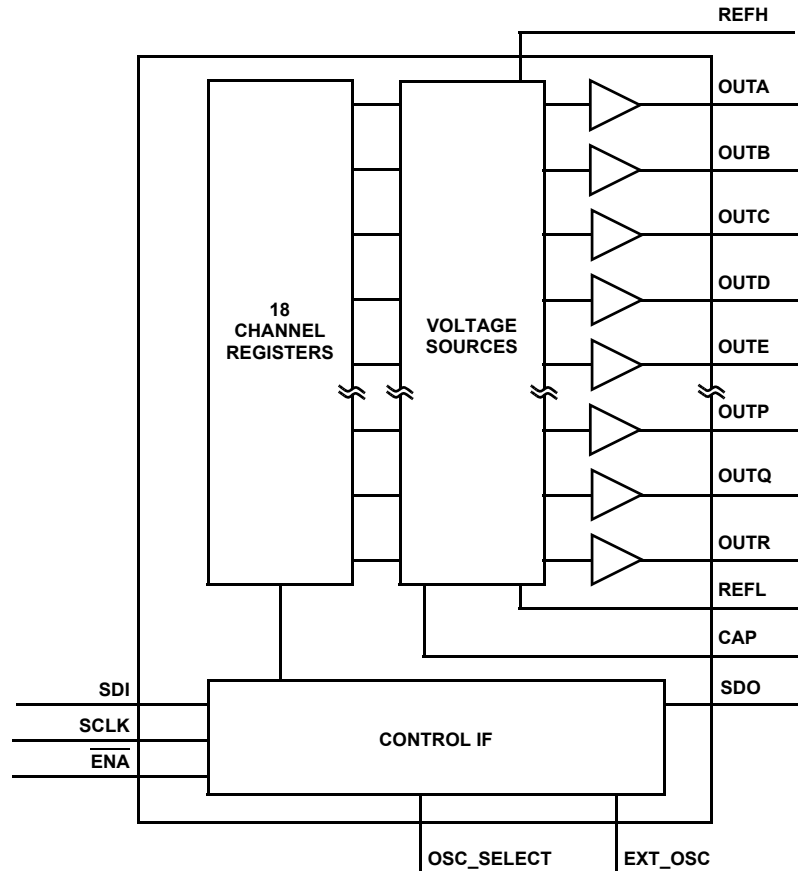 REFH
OUTA
OUTB
OUTC
OUTD
18
CHANNEL
REGISTERS
VOLTAGE
SOURCES
OUTE
OUTP
OUTQ
OUTR
REFL
CAP
SDI
SDO
SCLK
CONTROL IF
ENA
OSC_SELECT
EXT_OSC